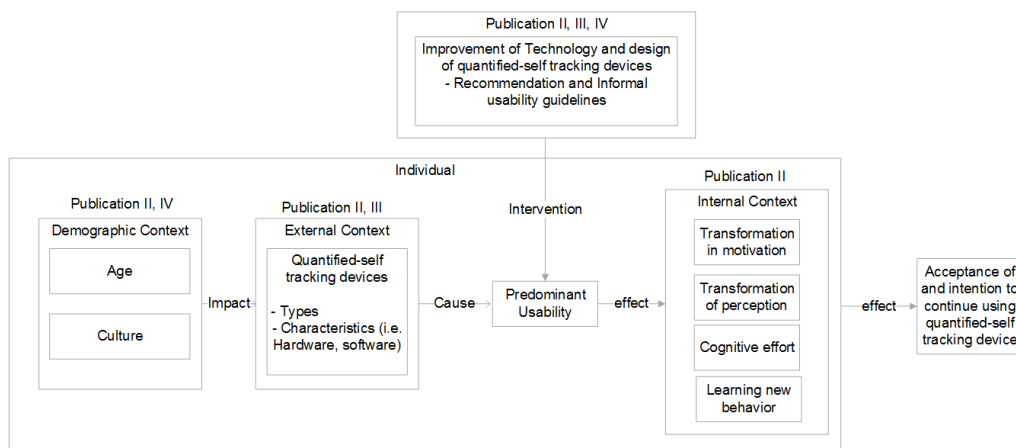 Publication II, III, IV
Improvement of Technology and design
of quantified-self tracking devices
- Recommendation and Informal
usability guidelines
Individual
Publication II, IV
Demographic Context
Age
Culture
Impact
Publication II, III
External Context
Quantified-self
tracking devices
- Types
- Characteristics (i.e.
Hardware, software)
Cause
Intervention
Predominant
Usability
effect
Publication II
Internal Context
Transformation
in motivation
Transformation
of perception
Cognitive effort
Learning new
behavior
effect
Acceptance of
and intention to
continue using
quantified-self
tracking device